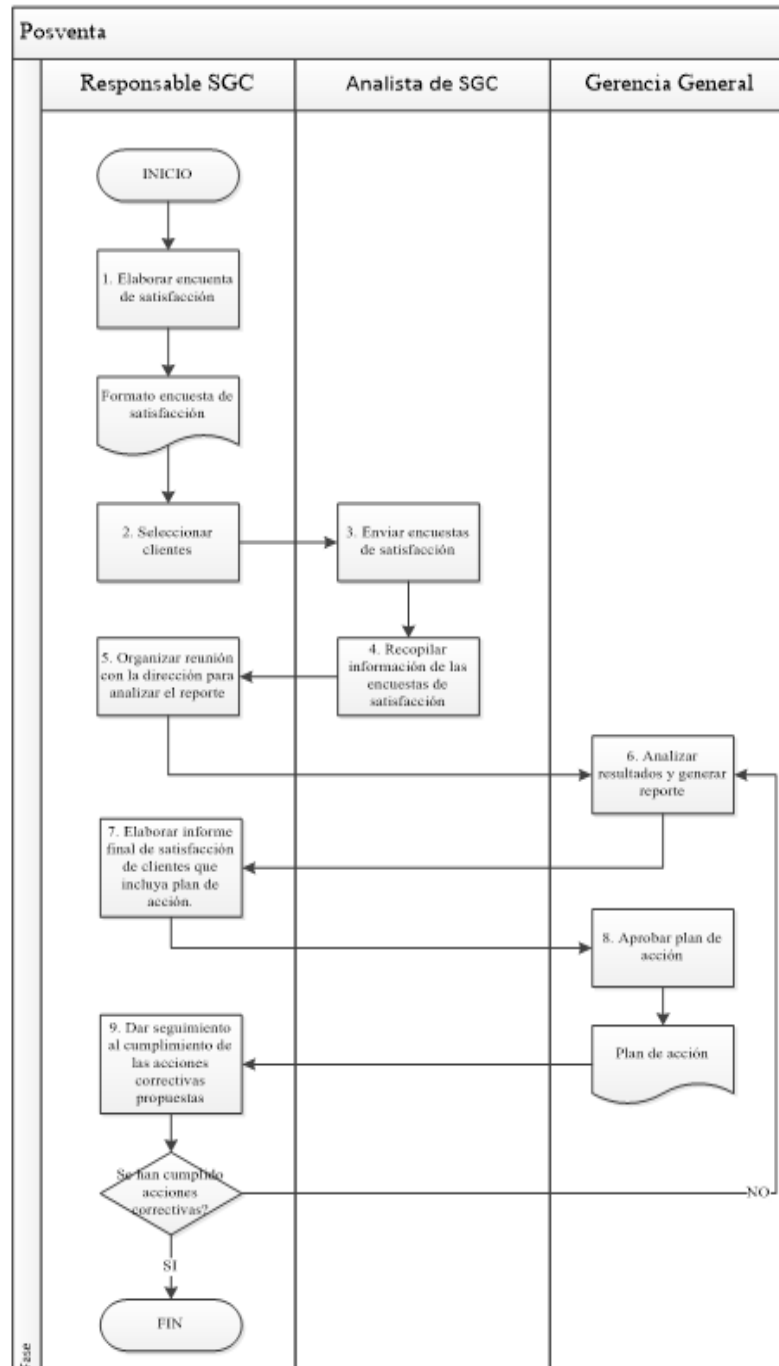 Posventa
Responsable SGC
Analista de SGC
Gerencia General
INICIO
1. Elaborar encuenta
de satisfacción
Formato encuesta de
satisfacción
2. Seleccionar
clientes
3. Enviar encuestas
de satisfacción
4. Recopilar
información de las
encuestas de
satisfacción
5. Organizar reunión
con la dirección para
analizar el reporte
6. Analizar
resultados y generar
reporte
7. Elaborar informe
final de satisfacción
de clientes que
incluya plan de
acción.
8. Aprobar plan de
acción
Plan de acción
9. Dar seguimiento
al cumplimiento de
las acciones
correctivas
propuestas
Se han cumplido
acciones
correctivas?
NO
SI
FIN
Fase